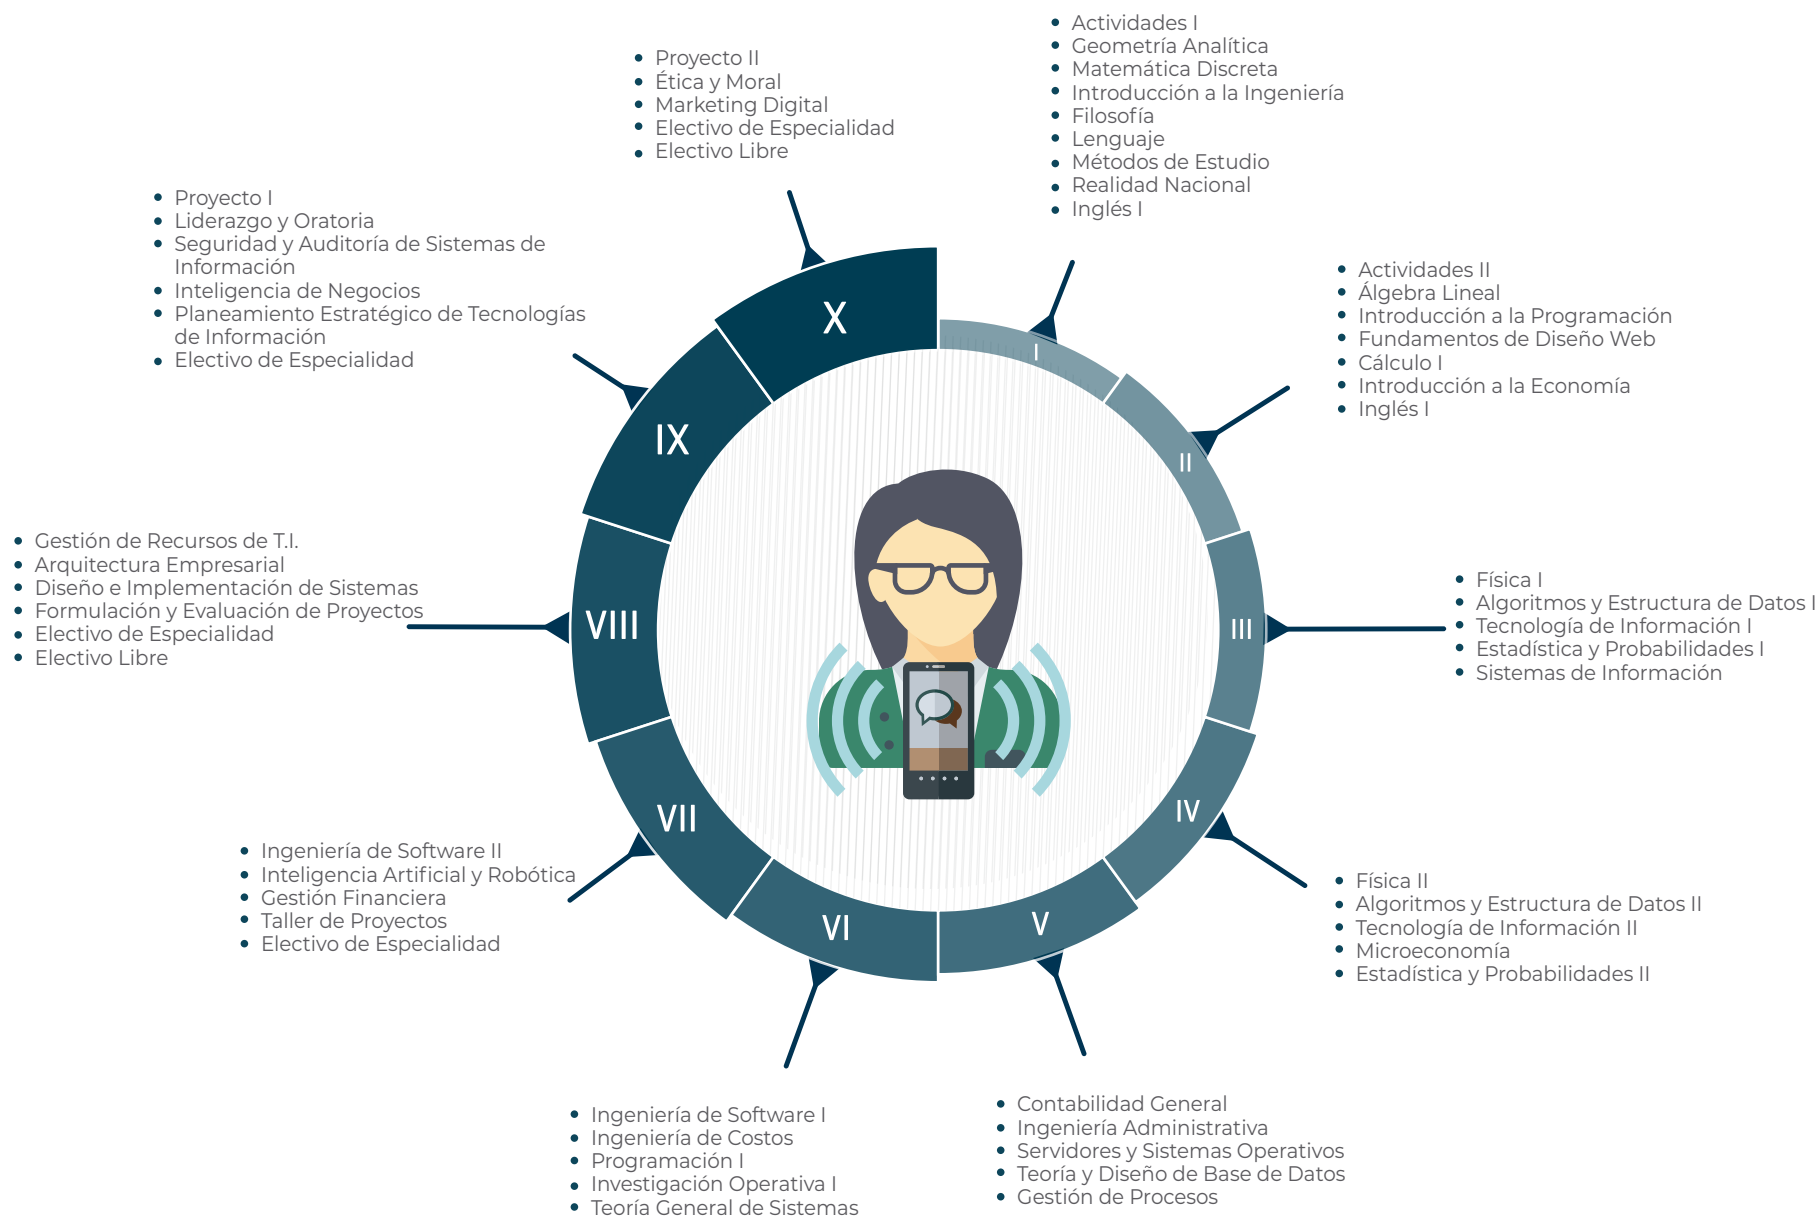 Actividades I
Geometría Analítica
Matemática Discreta
Introducción a la Ingeniería
Filosofía
Lenguaje
Métodos de Estudio
Realidad Nacional
Inglés I
Actividades II
Álgebra Lineal
Introducción a la Programación
Fundamentos de Diseño Web
Cálculo I
Introducción a la Economía
Inglés I
Física I
Algoritmos y Estructura de Datos I
Tecnología de Información I
Estadística y Probabilidades I
Sistemas de Información
Física II
Algoritmos y Estructura de Datos II
Tecnología de Información II
Microeconomía
Estadística y Probabilidades II
Contabilidad General
Ingeniería Administrativa
Servidores y Sistemas Operativos
Teoría y Diseño de Base de Datos
Gestión de Procesos
Ingeniería de Software I
Ingeniería de Costos
Programación I
Investigación Operativa I
Teoría General de Sistemas
Ingeniería de Software II
Inteligencia Artificial y Robótica
Gestión Financiera
Taller de Proyectos
Electivo de Especialidad
Gestión de Recursos de T.I.
Arquitectura Empresarial
Diseño e Implementación de Sistemas
Formulación y Evaluación de Proyectos
Electivo de Especialidad
Electivo Libre
Proyecto I
Liderazgo y Oratoria
Seguridad y Auditoría de Sistemas de
Información
Inteligencia de Negocios
Planeamiento Estratégico de Tecnologías
de Información
Electivo de Especialidad
Proyecto II
Ética y Moral
Marketing Digital
Electivo de Especialidad
Electivo Libre
I
II
III
IV
V
VI
VII
VIII
IX
X